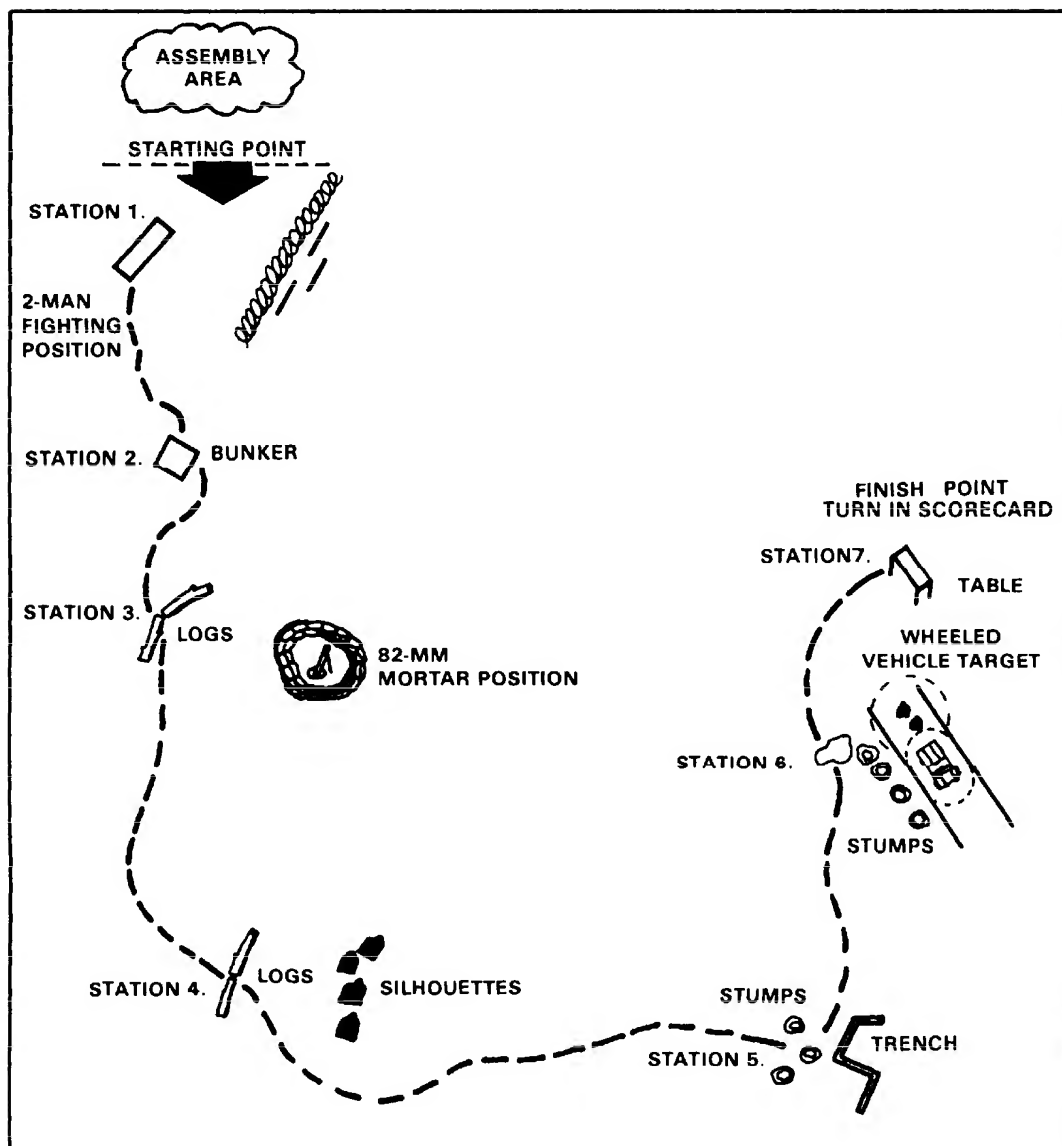 ASSEMBLY
AREA
STARTING POINT
STATION 1.
2-MAN
FIGHTING
POSITION
STATION 2.
BUNKER
STATION 3.
LOGS
82-MM
MORTAR POSITION
STATION 4.
LOGS
SILHOUETTES
STUMPS
STATION 5.
TRENCH
STATION 6.
STUMPS
WHEELED
VEHICLE TARGET
STATION7.
TABLE
FINISH POINT
TURN IN SCORECARD